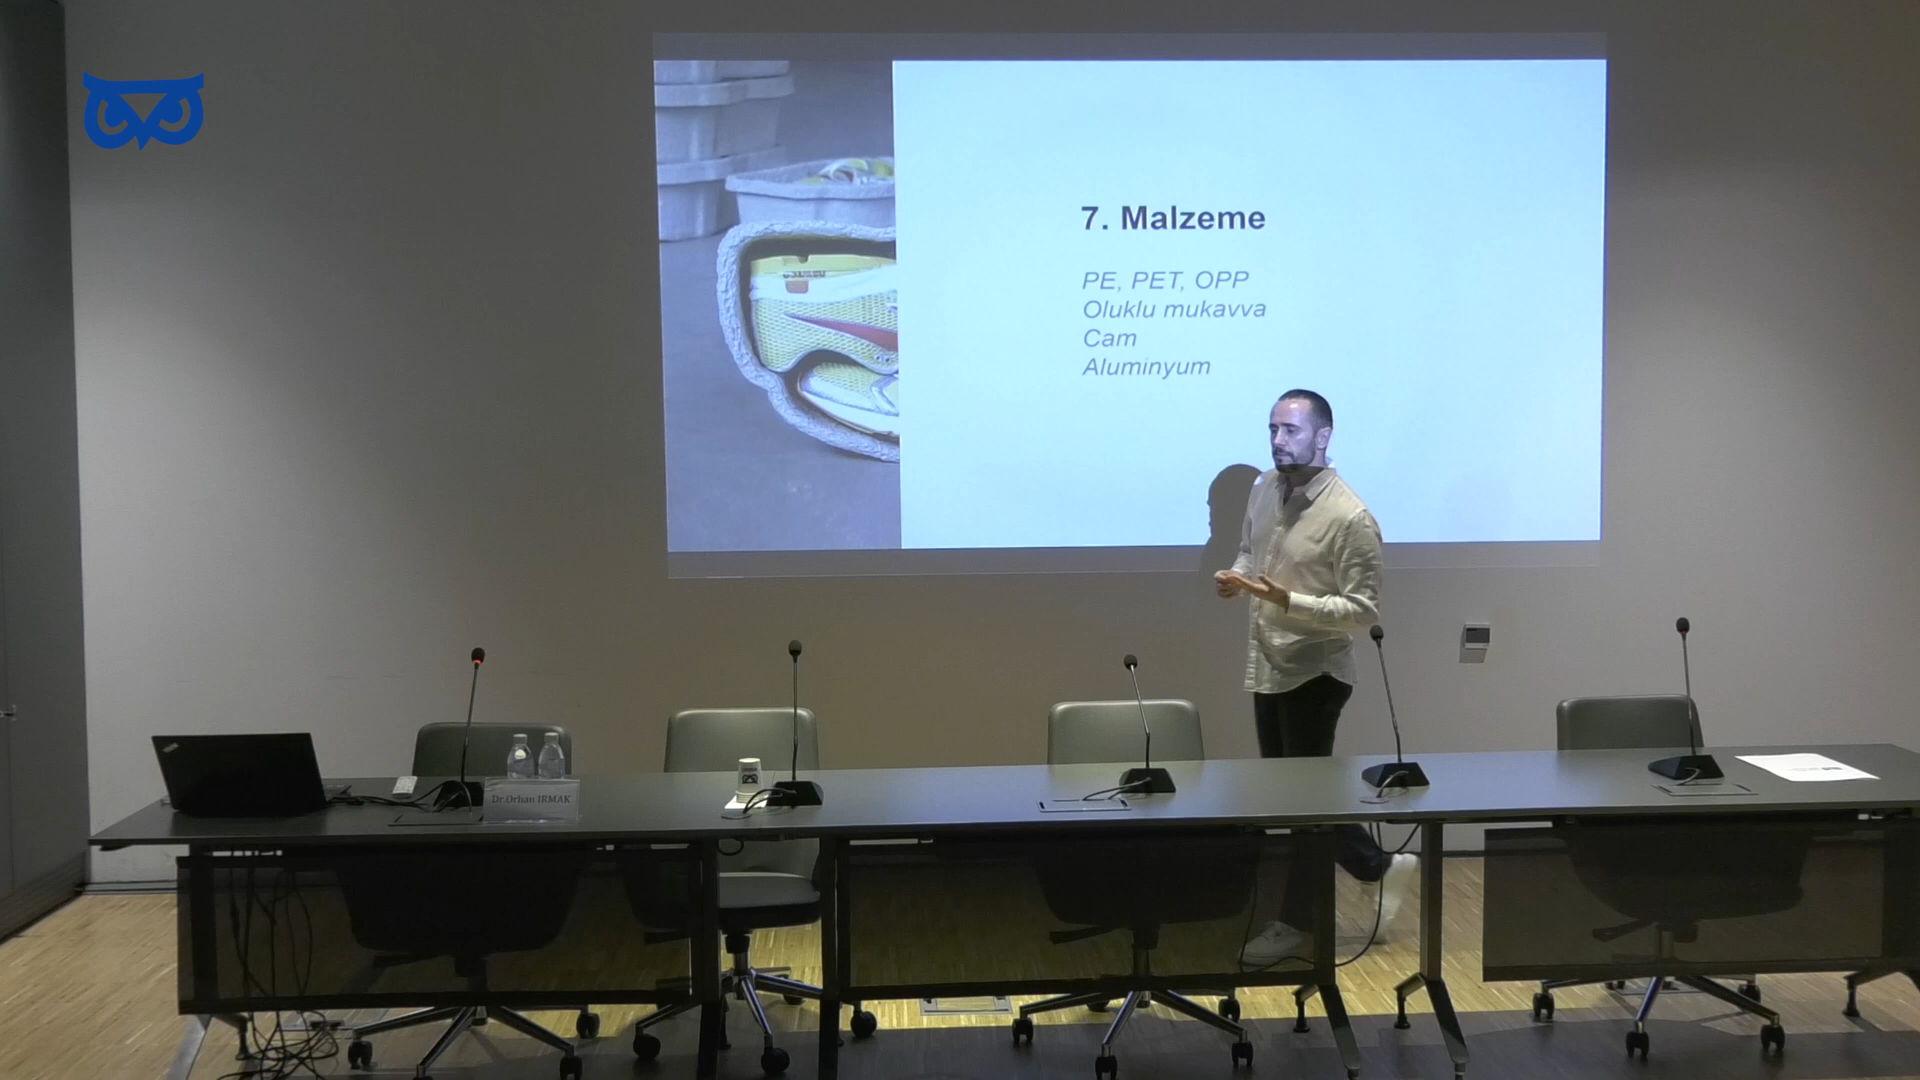 7. Malzeme
PE, PET, OPP
Oluklu mukavva
Cam
Aluminyum
Dr.Orhan IRMAK